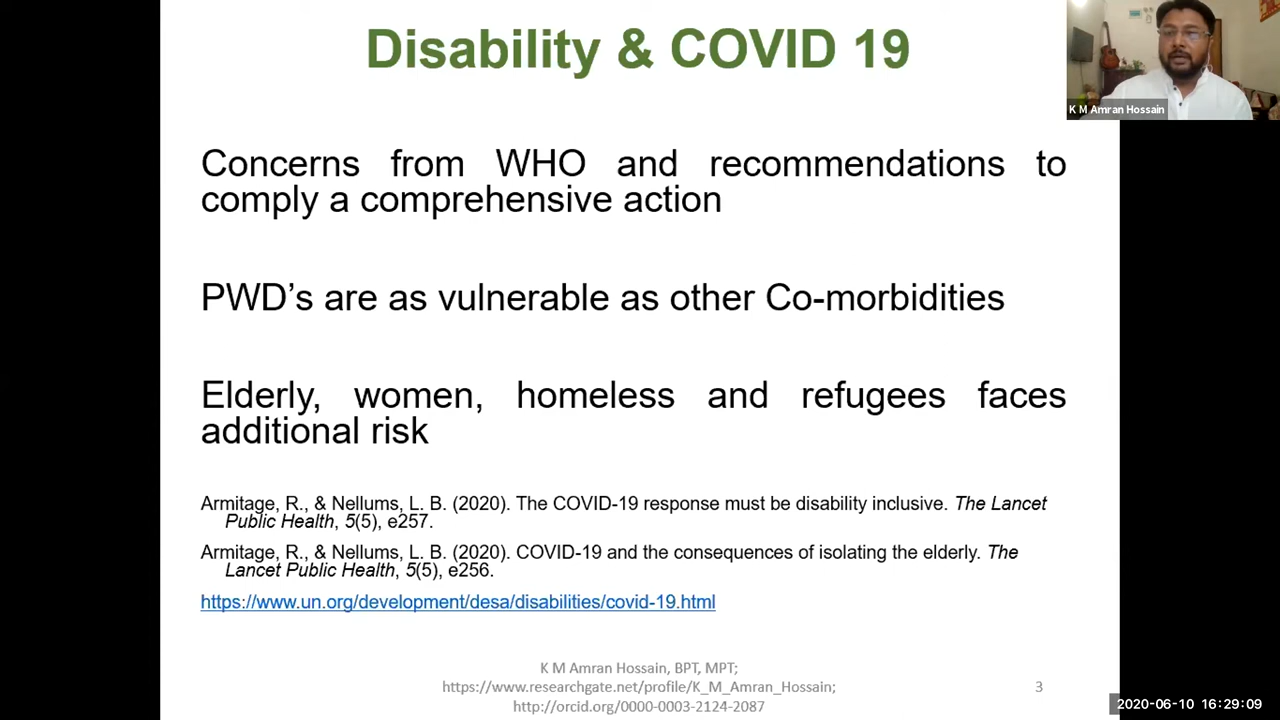 Disability & COVID 19
K M Amran Hossain
Concerns from WHO and recommendations to
comply a comprehensive action
PWD’s are as vulnerable as other Co-morbidities
Elderly, women, homeless and refugees faces
additional risk
Armitage, R., & Nellums, L. B. (2020). The COVID-19 response must be disability inclusive. The Lancet
Public Health, 5(5), e257.
Armitage, R., & Nellums, L. B. (2020). COVID-19 and the consequences of isolating the elderly. The
Lancet Public Health, 5(5), e256.
https://www.un.org/development/desa/disabilities/covid-19.html
K M Amran Hossain, BPT, MPT;
https://www.researchgate.net/profile/K_M_Amran_Hossain;
http://orcid.org/0000-0003-2124-2087
3
2020-06-10 16:29:09